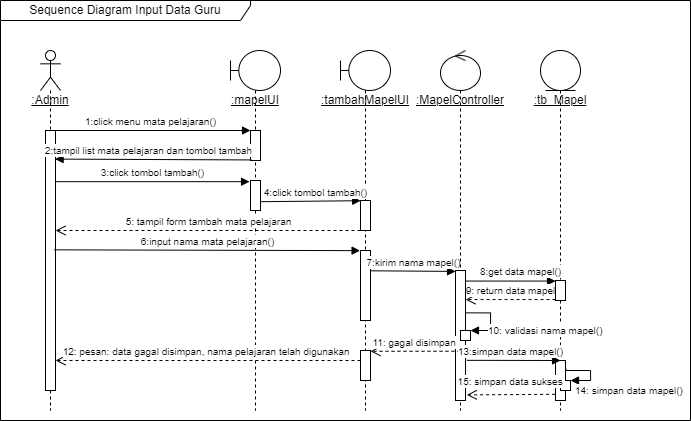 Sequence Diagram Input Data Guru
:Admin
:mapelUI
:tambahMapelUI
:MapelController
:tb_Mapel
1:click menu mata pelajaran()
2:tampil list mata pelajaran dan tombol tambah
3:click tombol tambah()
4:click tombol tambah()
5: tampil form tambah mata pelajaran
6:input nama mata pelajaran()
7:kirim nama mapel()
8:get data mapel()
9: return data mapel
10: validasi nama mapel()
11: gagal disimpan
12: pesan: data gagal disimpan, nama pelajaran telah digunakan
13:simpan data mapel()
14: simpan data mapel()
15: simpan data sukses